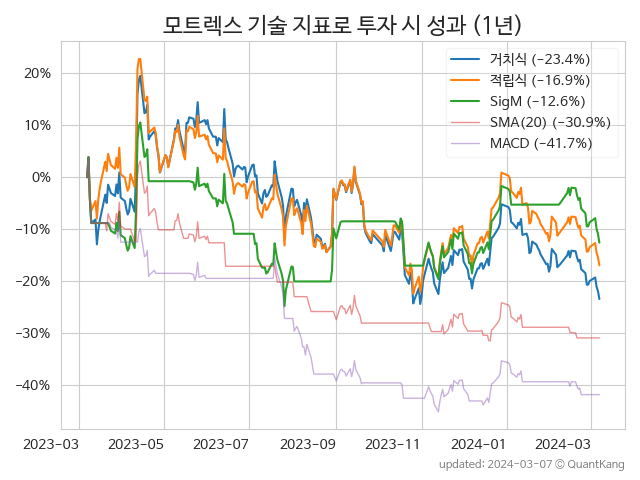 모트렉스 기술 지표로 투자 시 성과 (1년)
거치식 (−23.4%)
적립식 (−16.9%)
SigM (−12.6%)
SMA(20) (−30.9%)
MACD (−41.7%)
20%
10%
0%
−10%
−20%
−30%
−40%
2023-03 2023-05 2023-07 2023-09 2023-11 2024-01 2024-03
updated: 2024-03-07 ⓒ QuantKang